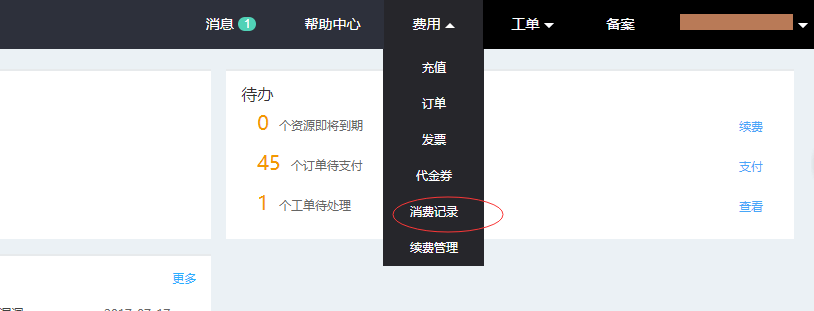 消息 1 帮助中心 费用 工单 备案
充值
订单
发票
代金券
消费记录
续费管理
待办
0 个资源即将到期 续费
45 个订单待支付 支付
1 个工单待处理 查看
更多